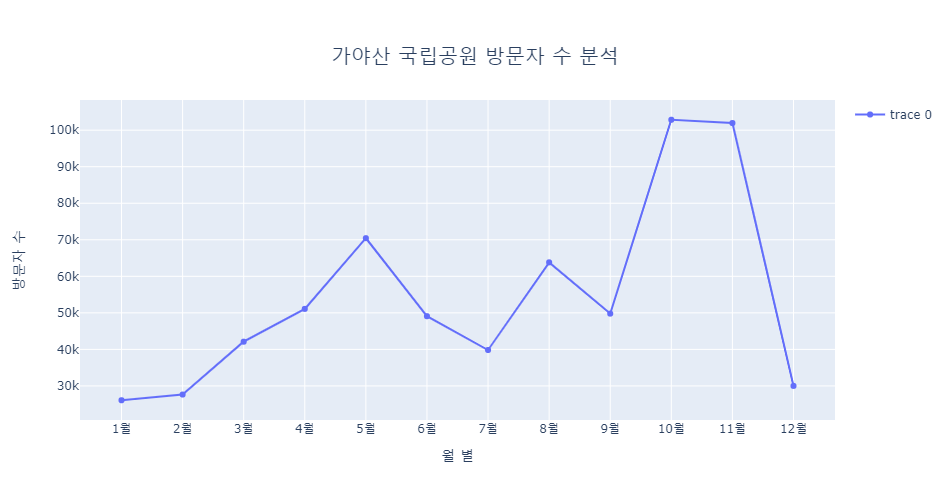 가야산 국립공원 방문자 수 분석
trace 0
방문자 수
100k
90k
80k
70k
60k
50k
40k
30k
1월 2월 3월 4월 5월 6월 7월 8월 9월 10월 11월 12월
월 별